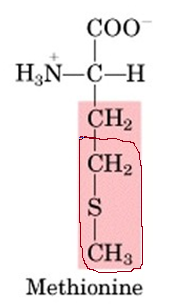 COO⁻
H₃N⁺—C—H
CH₂
CH₂
S
CH₃
Methionine